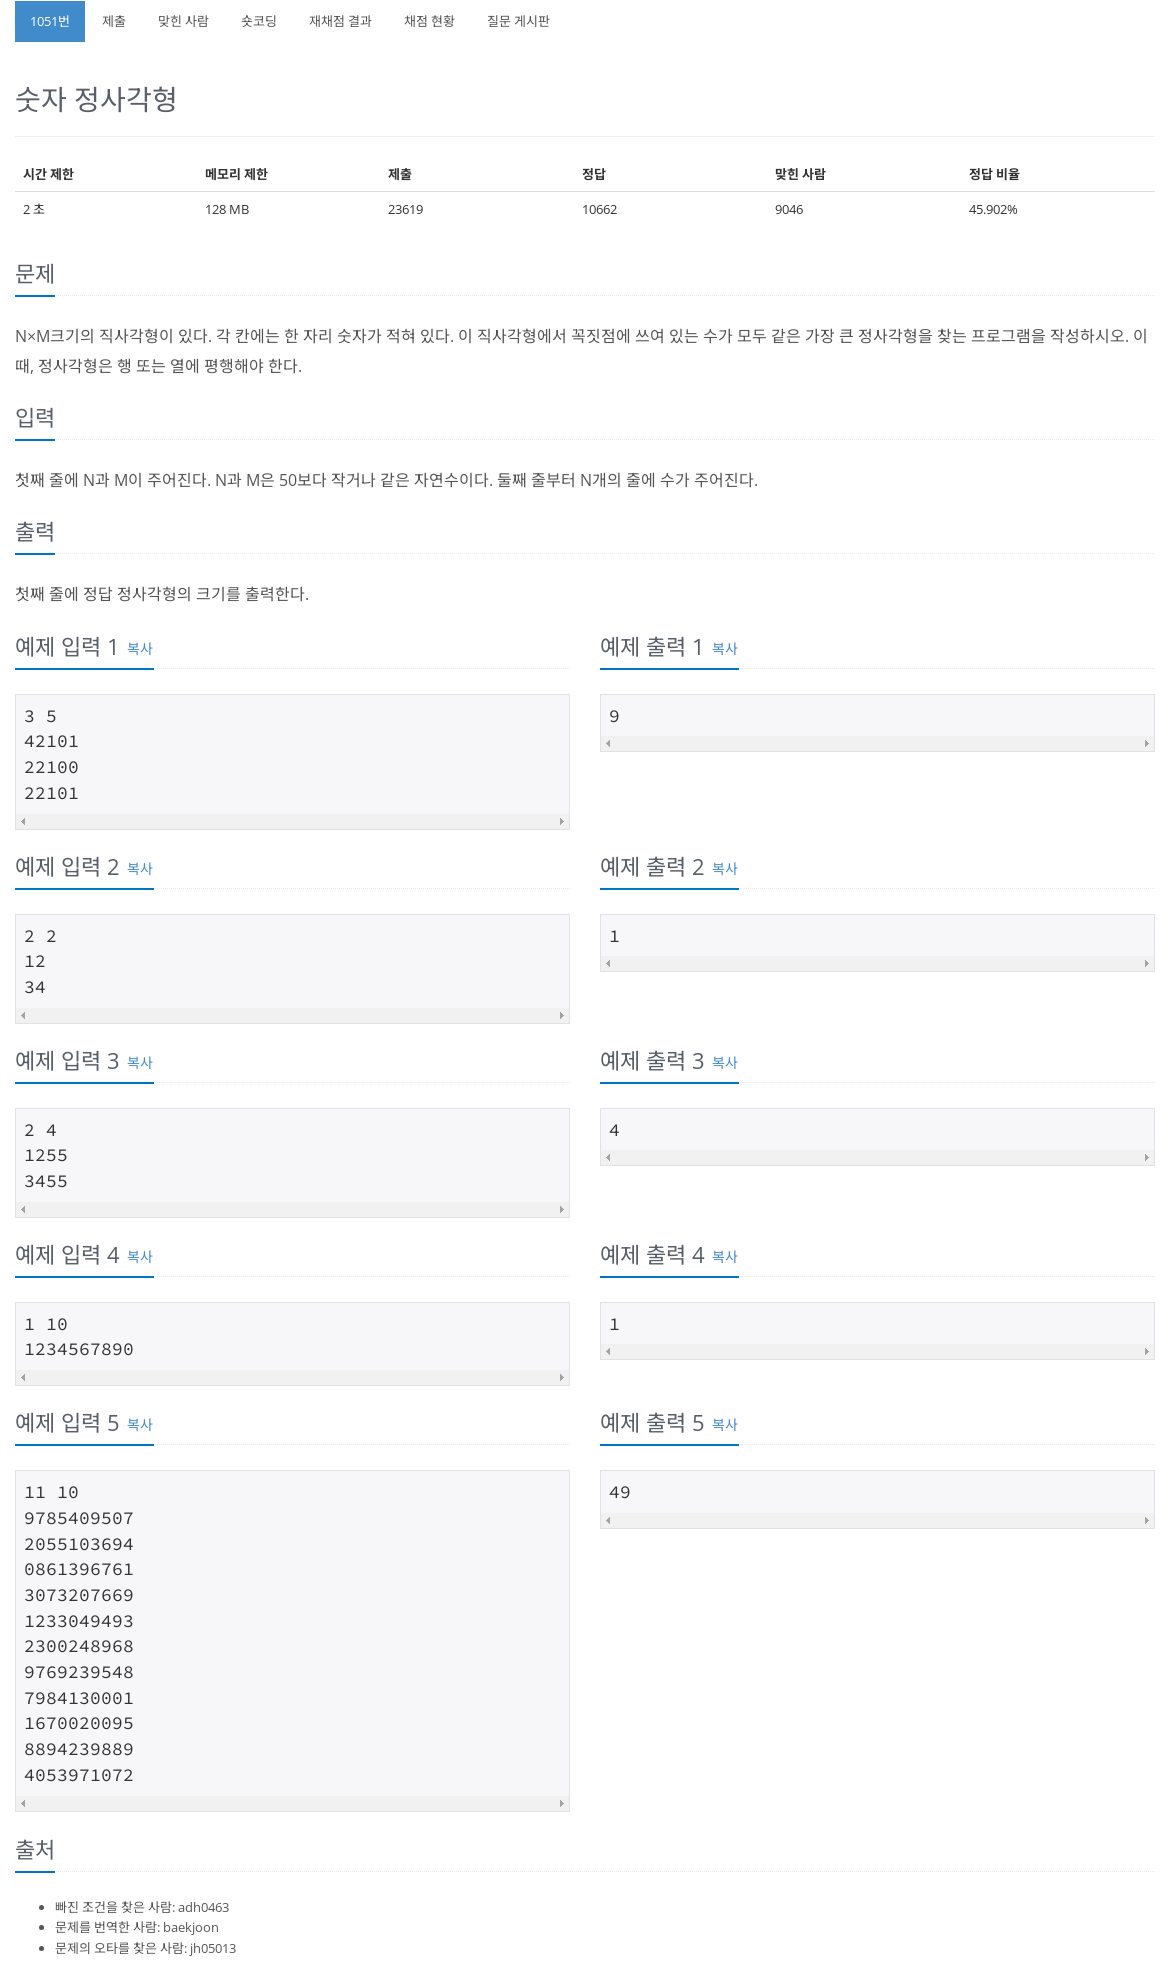 1051번 제출 맞힌 사람 숏코딩 재채점 결과 채점 현황 질문 게시판
숫자 정사각형
시간 제한 메모리 제한 제출 정답 맞힌 사람 정답 비율
2 초 128 MB 23619 10662 9046 45.902%
문제
N×M크기의 직사각형이 있다. 각 칸에는 한 자리 숫자가 적혀 있다. 이 직사각형에서 꼭짓점에 쓰여 있는 수가 모두 같은 가장 큰 정사각형을 찾는 프로그램을 작성하시오. 이
때, 정사각형은 행 또는 열에 평행해야 한다.
입력
첫째 줄에 N과 M이 주어진다. N과 M은 50보다 작거나 같은 자연수이다. 둘째 줄부터 N개의 줄에 수가 주어진다.
출력
첫째 줄에 정답 정사각형의 크기를 출력한다.
예제 입력 1 복사
3 5
42101
22100
22101
예제 출력 1 복사
9
예제 입력 2 복사
2 2
12
34
예제 출력 2 복사
1
예제 입력 3 복사
2 4
1255
3455
예제 출력 3 복사
4
예제 입력 4 복사
1 10
1234567890
예제 출력 4 복사
1
예제 입력 5 복사
11 10
9785409507
2055103694
0861396761
3073207669
1233049493
2300248968
9769239548
7984130001
1670020095
8894239889
4053971072
예제 출력 5 복사
49
출처
빠진 조건을 찾은 사람: adh0463
문제를 번역한 사람: baekjoon
문제의 오타를 찾은 사람: jh05013